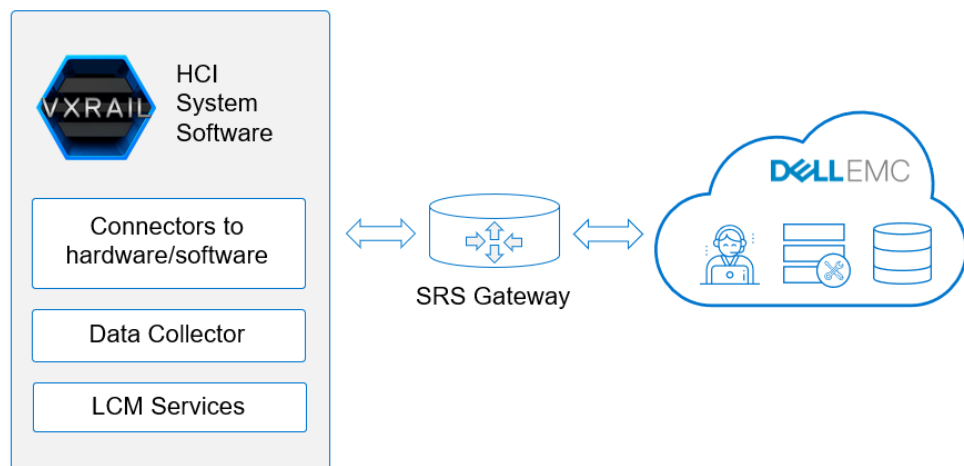 VXRAIL
HCI
System
Software
Connectors to
hardware/software
Data Collector
LCM Services
SRS Gateway
DELLEMC